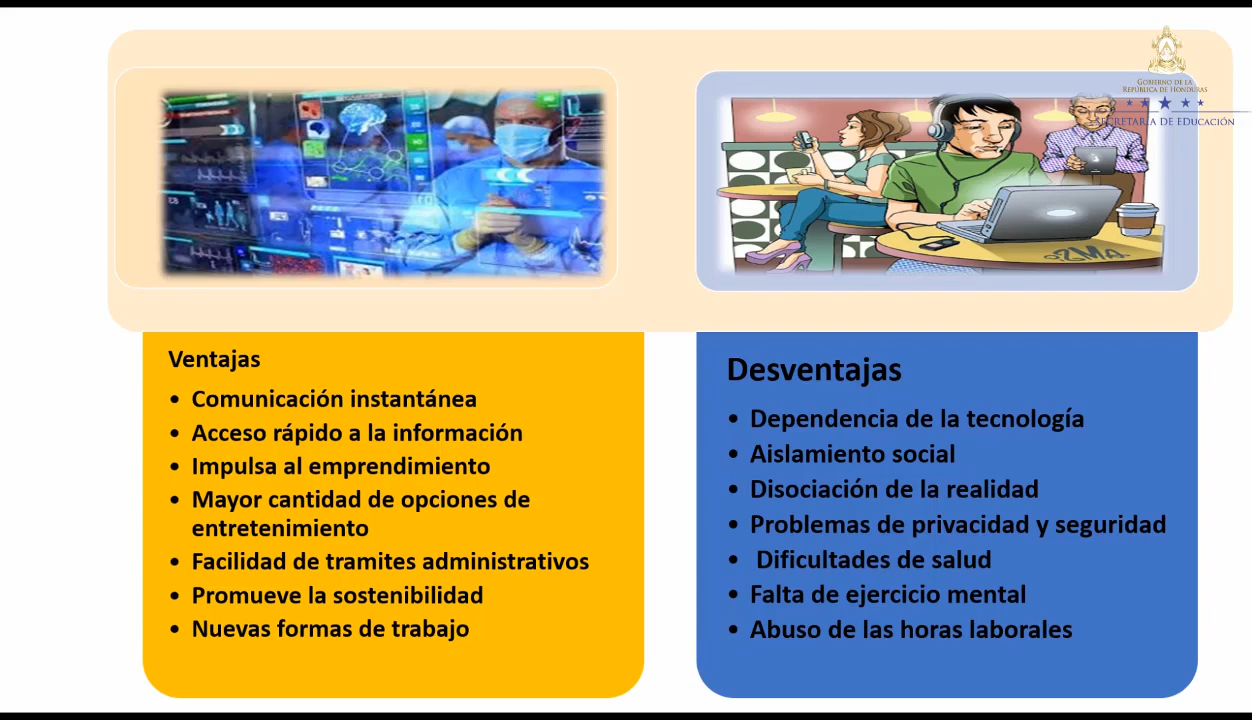 GOBIERNO DE LA
REPÚBLICA DE HONDURAS
SECRETARÍA DE EDUCACIÓN
Ventajas
• Comunicación instantánea
• Acceso rápido a la información
• Impulsa al emprendimiento
• Mayor cantidad de opciones de
entretenimiento
• Facilidad de tramites administrativos
• Promueve la sostenibilidad
• Nuevas formas de trabajo
Desventajas
• Dependencia de la tecnología
• Aislamiento social
• Disociación de la realidad
• Problemas de privacidad y seguridad
• Dificultades de salud
• Falta de ejercicio mental
• Abuso de las horas laborales